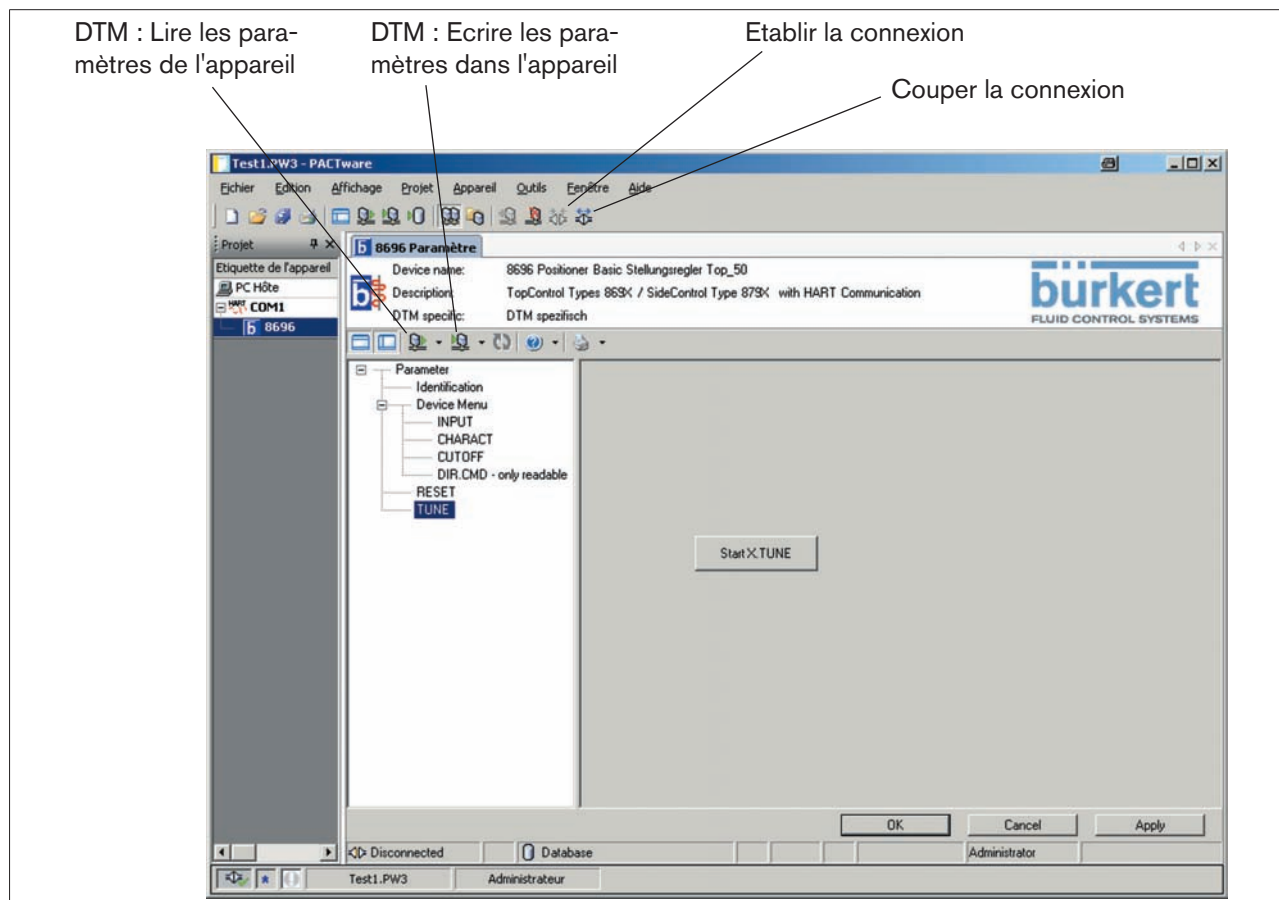 DTM : Lire les para-
mètres de l'appareil
DTM : Ecrire les para-
mètres dans l'appareil
Etablir la connexion
Couper la connexion
Test1.PW3 - PACTware
Fichier Edition Affichage Projet Appareil Outils Fenêtre Aide
Projet
8696 Paramètre
Etiquette de l'appareil
PC Hôte
HART COM1
8696
Device name: 8696 Positioner Basic Stellungsregler Top_50
Description: TopControl Types 869X / SideControl Type 879X with HART Communication
DTM specific: DTM spezifisch
bürkert
FLUID CONTROL SYSTEMS
Parameter
Identification
Device Menu
INPUT
CHARACT
CUTOFF
DIR.CMD - only readable
RESET
TUNE
Start X.TUNE
OK Cancel Apply
Disconnected Database Administrator
Test1.PW3 Administrateur